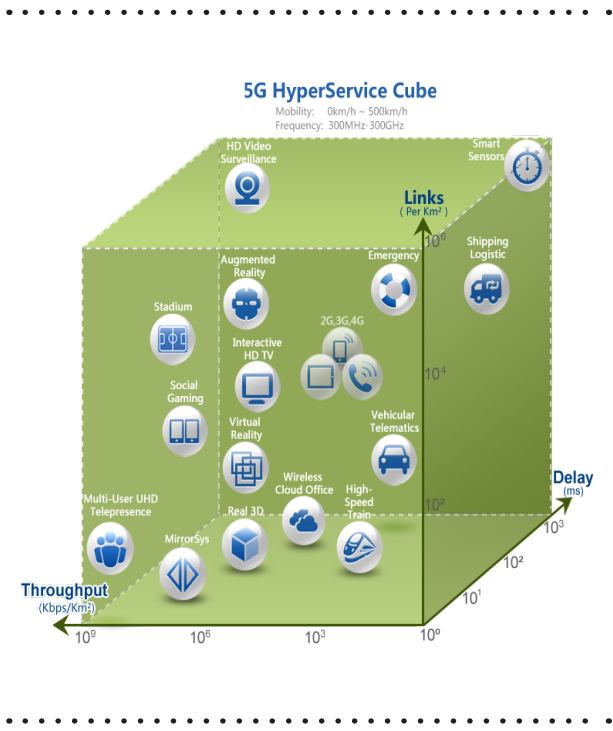 5G HyperService Cube
Mobility: 0km/h ~ 500km/h
Frequency: 300MHz-300GHz
HD Video
Surveillance
Smart
Sensors
Links
( Per Km² )
10⁶
Shipping
Logistic
Augmented
Reality
Emergency
Stadium
2G,3G,4G
Interactive
HD TV
10⁴
Social
Gaming
Virtual
Reality
Vehicular
Telematics
Delay
(ms)
Wireless
Cloud Office
High-
Speed
Train
Multi-User UHD
Telepresence
10²
Real 3D
10³
MirrorSys
10²
Throughput
(Kbps/Km²)
10¹
10⁹
10⁶
10³
10⁰